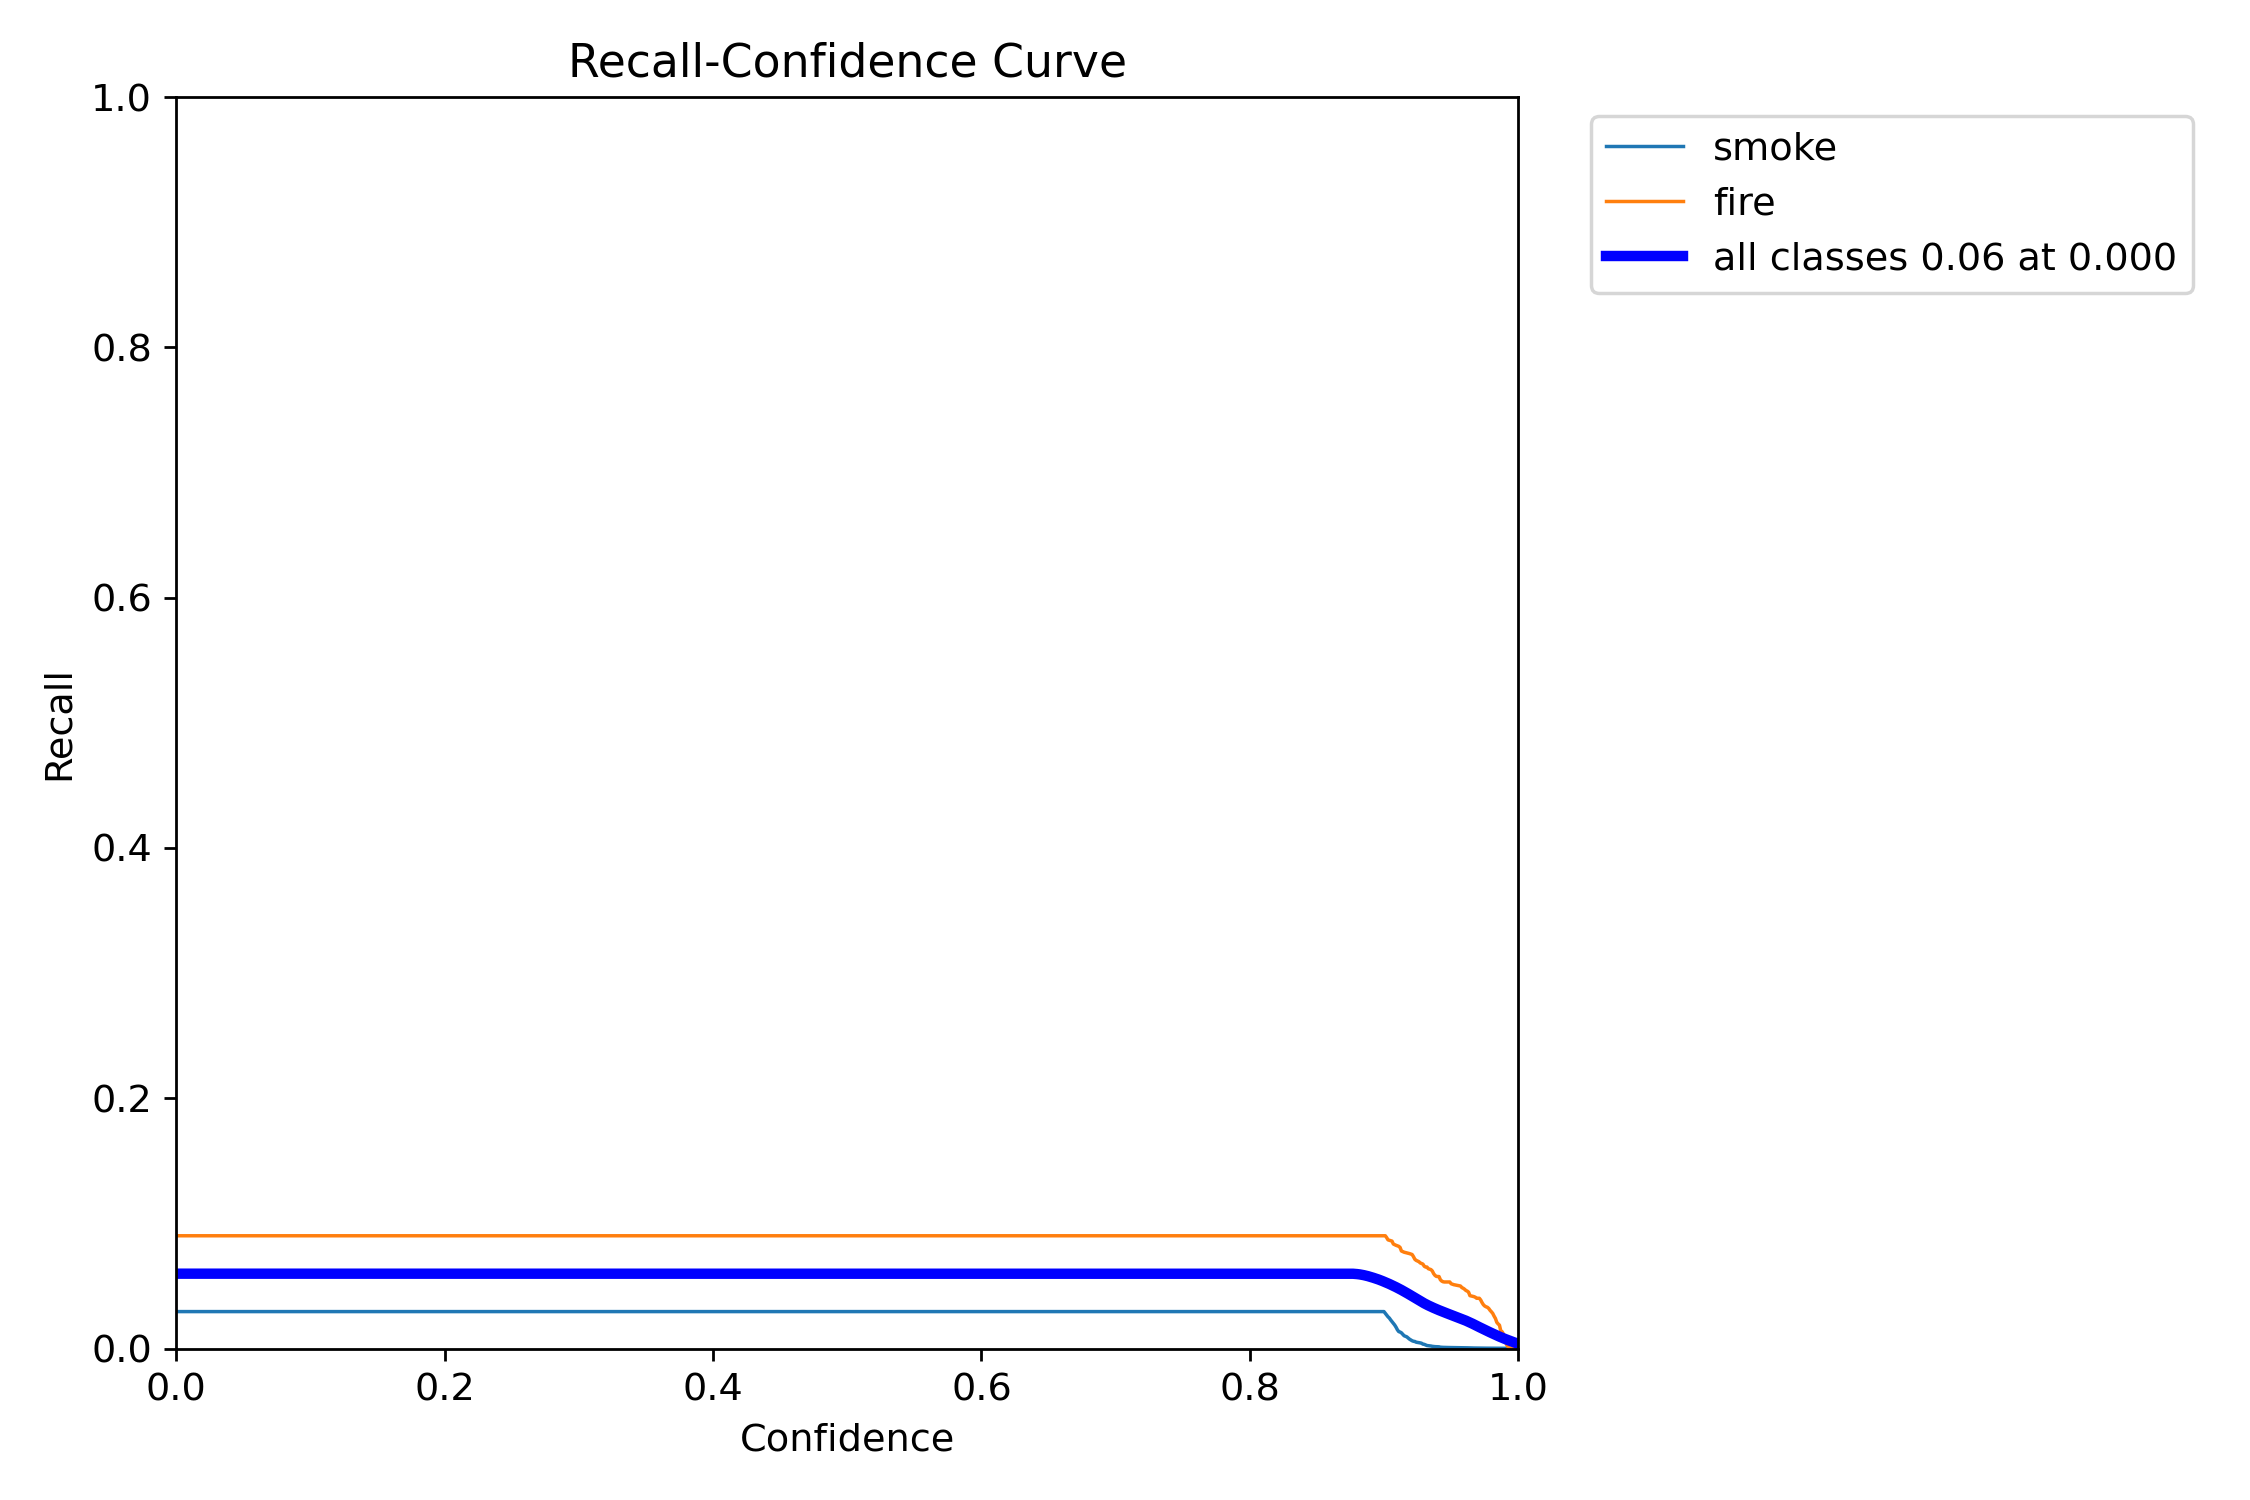 Recall-Confidence Curve
1.0
0.8
0.6
0.4
0.2
0.0
Recall
0.0 0.2 0.4 0.6 0.8 1.0
Confidence
smoke
fire
all classes 0.06 at 0.000